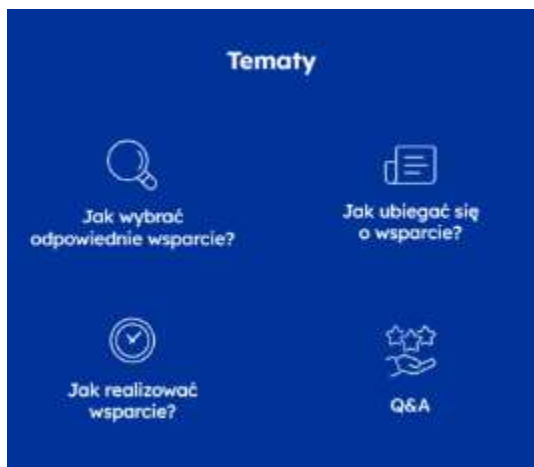 Tematy
Jak wybrać
odpowiednie wsparcie?
Jak ubiegać się
o wsparcie?
Jak realizować
wsparcie?
Q&A